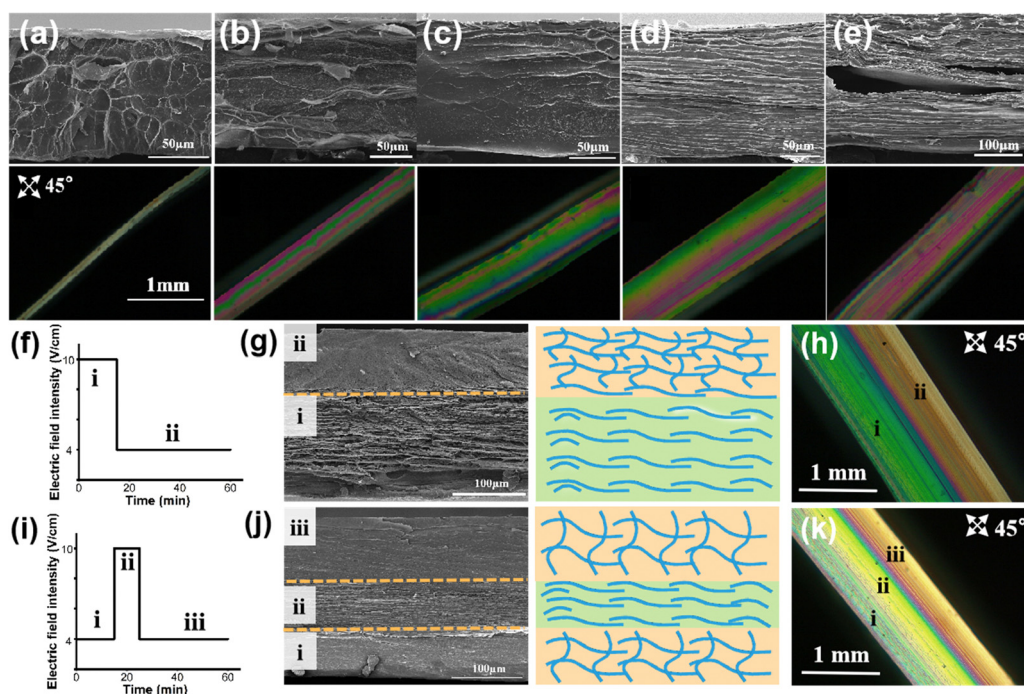 (a)
(b)
(c)
(d)
(e)
50μm
50μm
50μm
50μm
100μm
45°
1mm
(f)
Electric field intensity (V/cm)
10
4
i
ii
0
20
40
60
Time (min)
(g)
ii
i
100μm
(h)
45°
ii
i
1 mm
(i)
Electric field intensity (V/cm)
10
4
i
ii
iii
0
20
40
60
Time (min)
(j)
iii
ii
i
100μm
(k)
45°
iii
ii
i
1 mm